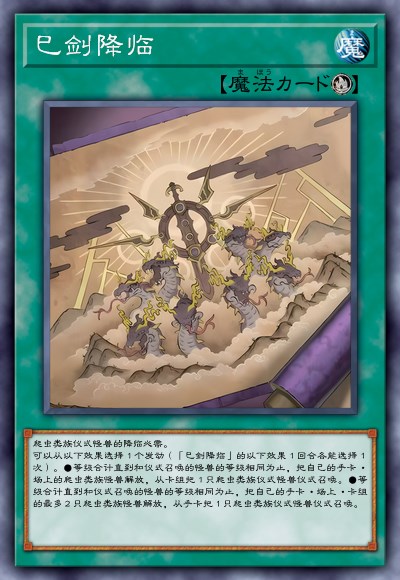 巳剑降临
魔
【魔法カード】
まほう
爬虫类族仪式怪兽的降临必需。
可以从以下效果选择1个发动（「巳剑降临」的以下效果1回合各能选择1
次）。●等级合计直到和仪式召唤的怪兽的等级相同为止，把自己的手卡·
场上的爬虫类族怪兽解放，从卡组把1只爬虫类族仪式怪兽仪式召唤。●等
级合计直到和仪式召唤的怪兽的等级相同为止，把自己的手卡·场上·卡组
的最多2只爬虫类族怪兽解放，从手卡把1只爬虫类族仪式怪兽仪式召唤。